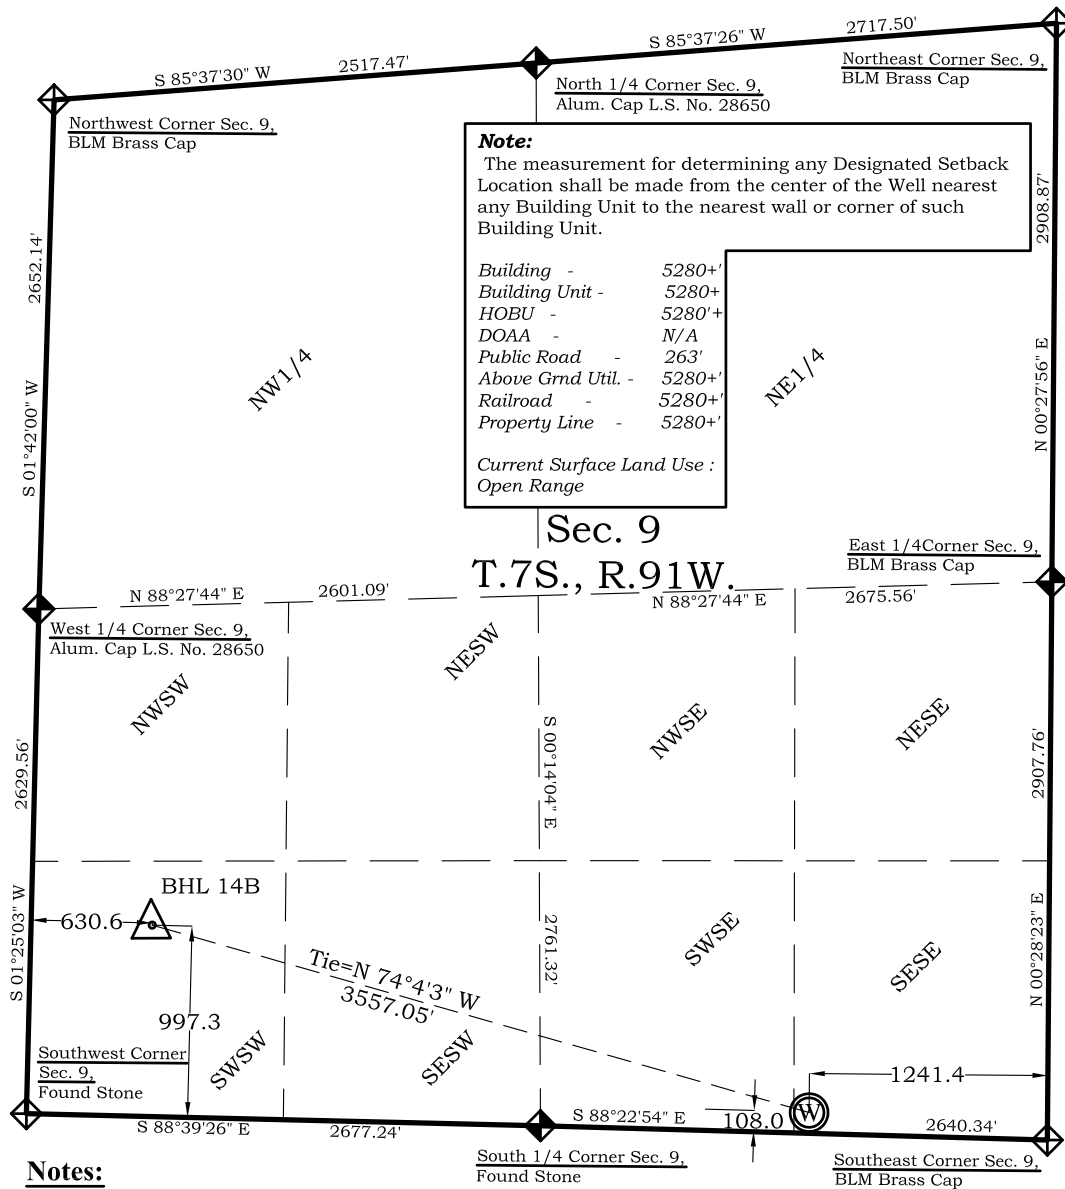 S 85°37'30" W
2517.47'
S 85°37'26" W
2717.50'
Northwest Corner Sec. 9,
BLM Brass Cap
North 1/4 Corner Sec. 9,
Alum. Cap L.S. No. 28650
Northeast Corner Sec. 9,
BLM Brass Cap
Note:
The measurement for determining any Designated Setback
Location shall be made from the center of the Well nearest
any Building Unit to the nearest wall or corner of such
Building Unit.
Building - 5280+'
Building Unit - 5280+
HOBU - 5280'+
DOAA - N/A
Public Road - 263'
Above Grnd Util. - 5280+'
Railroad - 5280+'
Property Line - 5280+'
Current Surface Land Use :
Open Range
2652.14'
S 01°42'00" W
NW1/4
NE1/4
2908.87'
N 00°27'56" E
Sec. 9
T.7S., R.91W.
East 1/4Corner Sec. 9,
BLM Brass Cap
N 88°27'44" E
2601.09'
N 88°27'44" E
2675.56'
West 1/4 Corner Sec. 9,
Alum. Cap L.S. No. 28650
NWSW
NESW
NWSE
NESE
2629.56'
S 01°25'03" W
S 00°14'04" E
2761.32'
2907.76'
N 00°28'23" E
BHL 14B
630.6
997.3
Tie=N 74°4'3" W
3557.05'
SWSE
SESE
SWSW
SESW
Southwest Corner
Sec. 9,
Found Stone
1241.4
W
108.0
S 88°39'26" E
2677.24'
S 88°22'54" E
2640.34'
South 1/4 Corner Sec. 9,
Found Stone
Southeast Corner Sec. 9,
BLM Brass Cap
Notes: